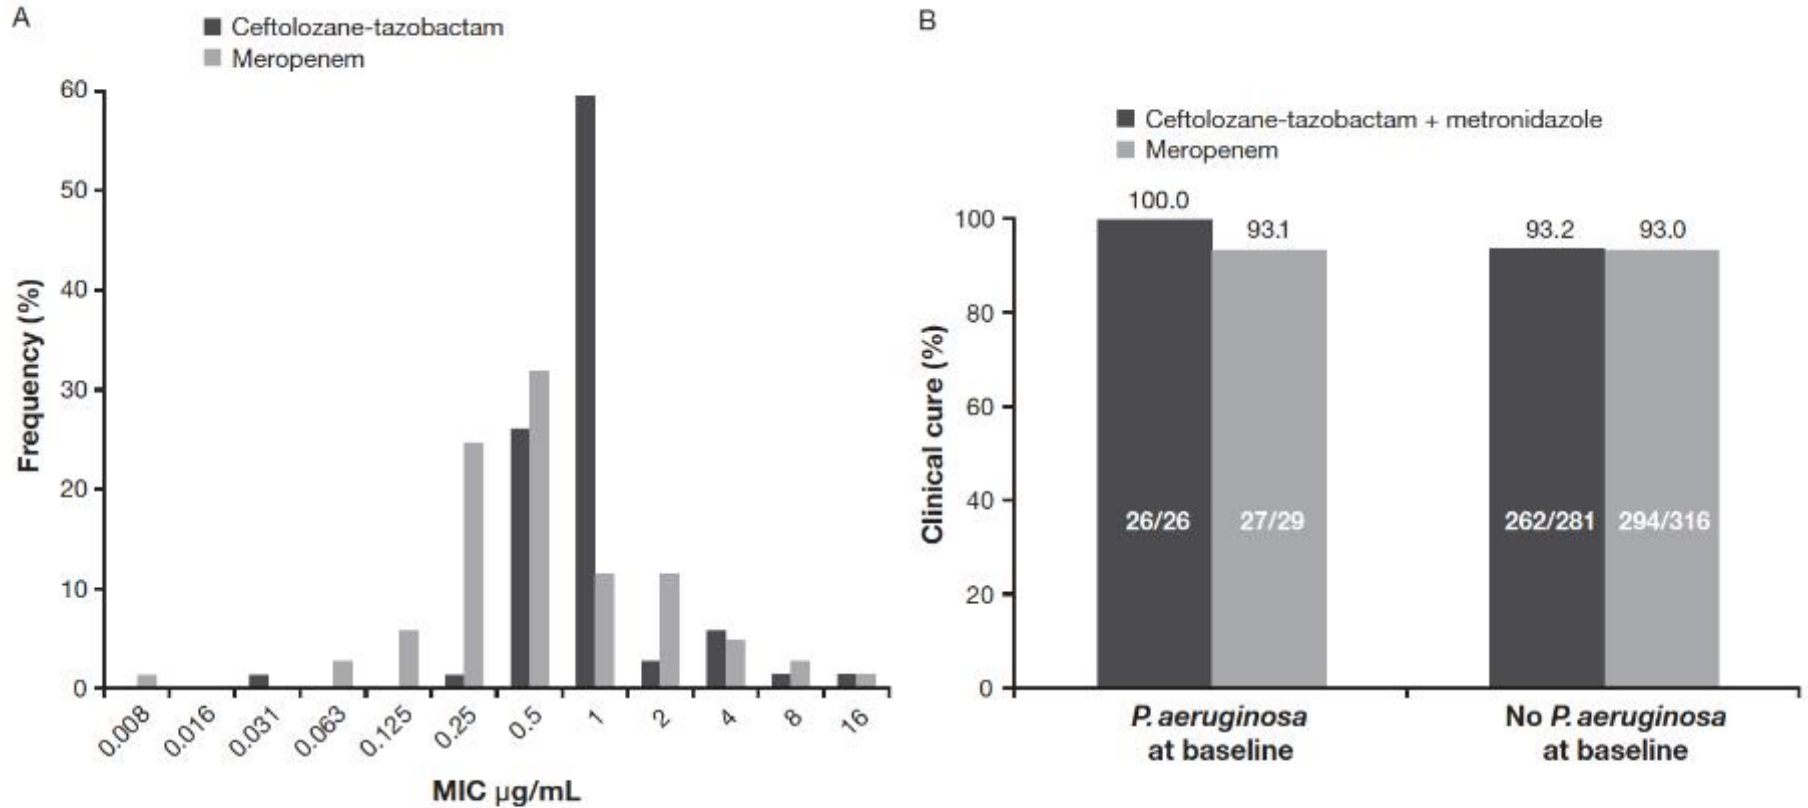 A
Ceftolozane-tazobactam
Meropenem
60
50
40
30
20
10
0
Frequency (%)
0.008 0.016 0.031 0.063 0.125 0.25 0.5 1 2 4 8 16
MIC µg/mL
B
Ceftolozane-tazobactam + metronidazole
Meropenem
100.0
93.1
93.2
93.0
100
80
60
40
20
0
Clinical cure (%)
26/26 27/29 262/281 294/316
P. aeruginosa
at baseline
No P. aeruginosa
at baseline